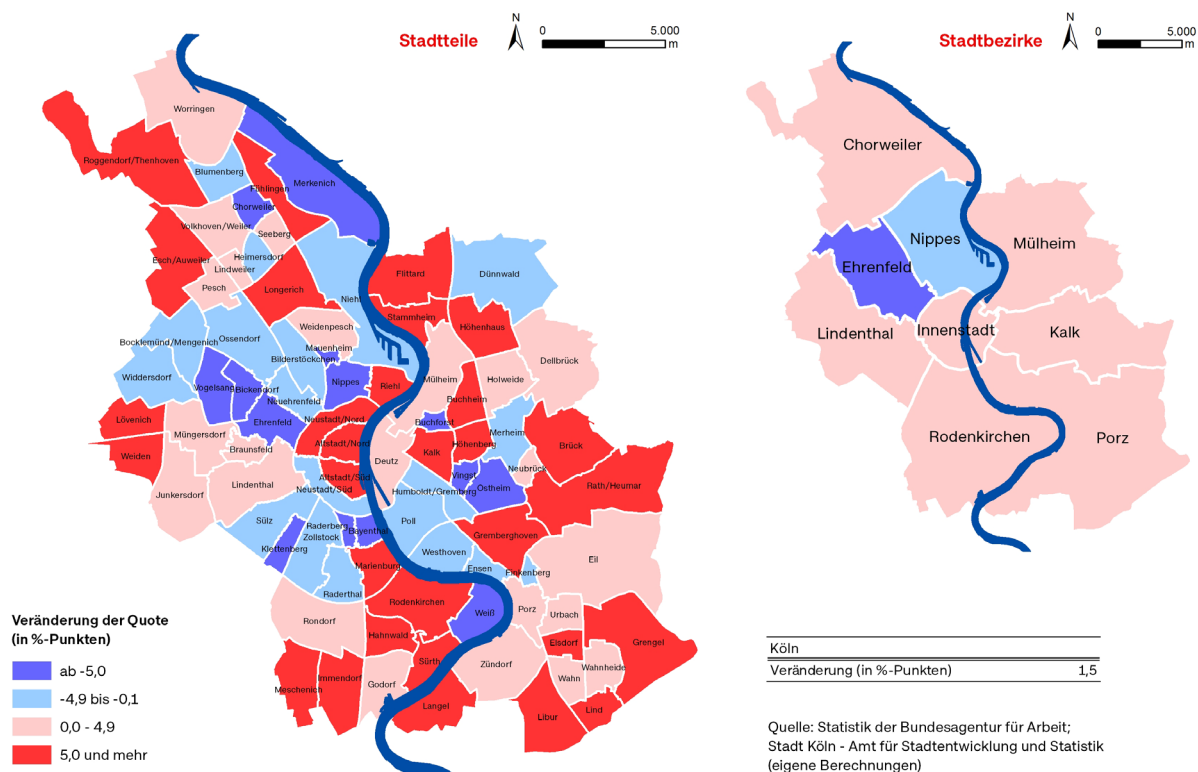 Stadtteile
N
0
5.000
m
Stadtbezirke
N
0
5.000
m
Worringen
Roggendorf/Thenhoven
Blumenberg
Fühlingen
Merkenich
Chorweiler
Volkhoven/Weiler
Seeberg
Esch/Auweiler
Heimersdorf
Lindweiler
Pesch
Longerich
Niehl
Flittard
Dünnwald
Stammheim
Höhenhaus
Weidenpesch
Bocklemünd/Mengenich
Ossendorf
Mauenheim
Bilderstöckchen
Dellbrück
Widdersdorf
Vogelsang
Bickendorf
Nippes
Riehl
Mülheim
Holweide
Neuehrenfeld
Buchheim
Lövenich
Ehrenfeld
Neustadt/Nord
Buchforst
Müngersdorf
Merheim
Weiden
Braunsfeld
Altstadt/Nord
Kalk
Höhenberg
Brück
Deutz
Neubrück
Junkersdorf
Lindenthal
Altstadt/Süd
Neustadt/Süd
Vingst
Ostheim
Rath/Heumar
Humboldt/Gremberg
Sülz
Raderberg
Zollstock
Bayenthal
Poll
Klettenberg
Gremberghoven
Westhoven
Eil
Marienburg
Ensen
Finkenberg
Raderthal
Rodenkirchen
Weiß
Porz
Urbach
Rondorf
Hahnwald
Elsdorf
Grengel
Sürth
Zündorf
Wahnheide
Wahn
Meschenich
Immendorf
Godorf
Langel
Libur
Lind
Chorweiler
Nippes
Mülheim
Ehrenfeld
Lindenthal
Innenstadt
Kalk
Rodenkirchen
Porz
Veränderung der Quote
(in %-Punkten)
ab -5,0
-4,9 bis -0,1
0,0 - 4,9
5,0 und mehr
Köln
Veränderung (in %-Punkten) 1,5
Quelle: Statistik der Bundesagentur für Arbeit;
Stadt Köln - Amt für Stadtentwicklung und Statistik
(eigene Berechnungen)